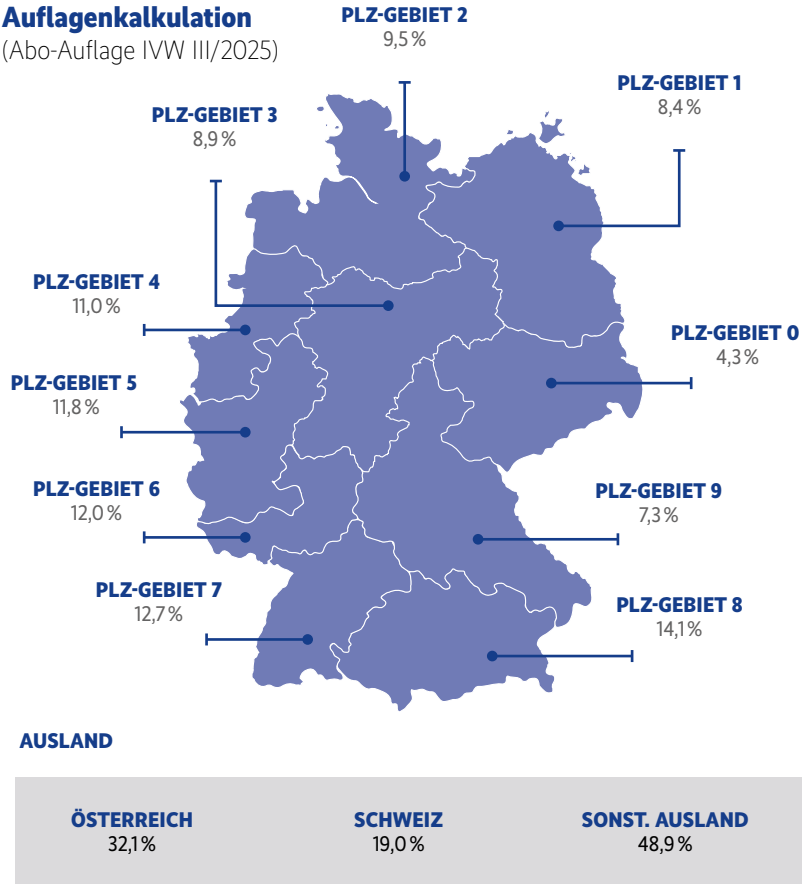 Auflagenkalkulation
(Abo-Auflage IVW III/2025)
PLZ-GEBIET 2
9,5 %
PLZ-GEBIET 1
8,4 %
PLZ-GEBIET 3
8,9 %
PLZ-GEBIET 4
11,0 %
PLZ-GEBIET 0
4,3 %
PLZ-GEBIET 5
11,8 %
PLZ-GEBIET 6
12,0 %
PLZ-GEBIET 9
7,3 %
PLZ-GEBIET 7
12,7 %
PLZ-GEBIET 8
14,1 %
AUSLAND
ÖSTERREICH
32,1 %
SCHWEIZ
19,0 %
SONST. AUSLAND
48,9 %